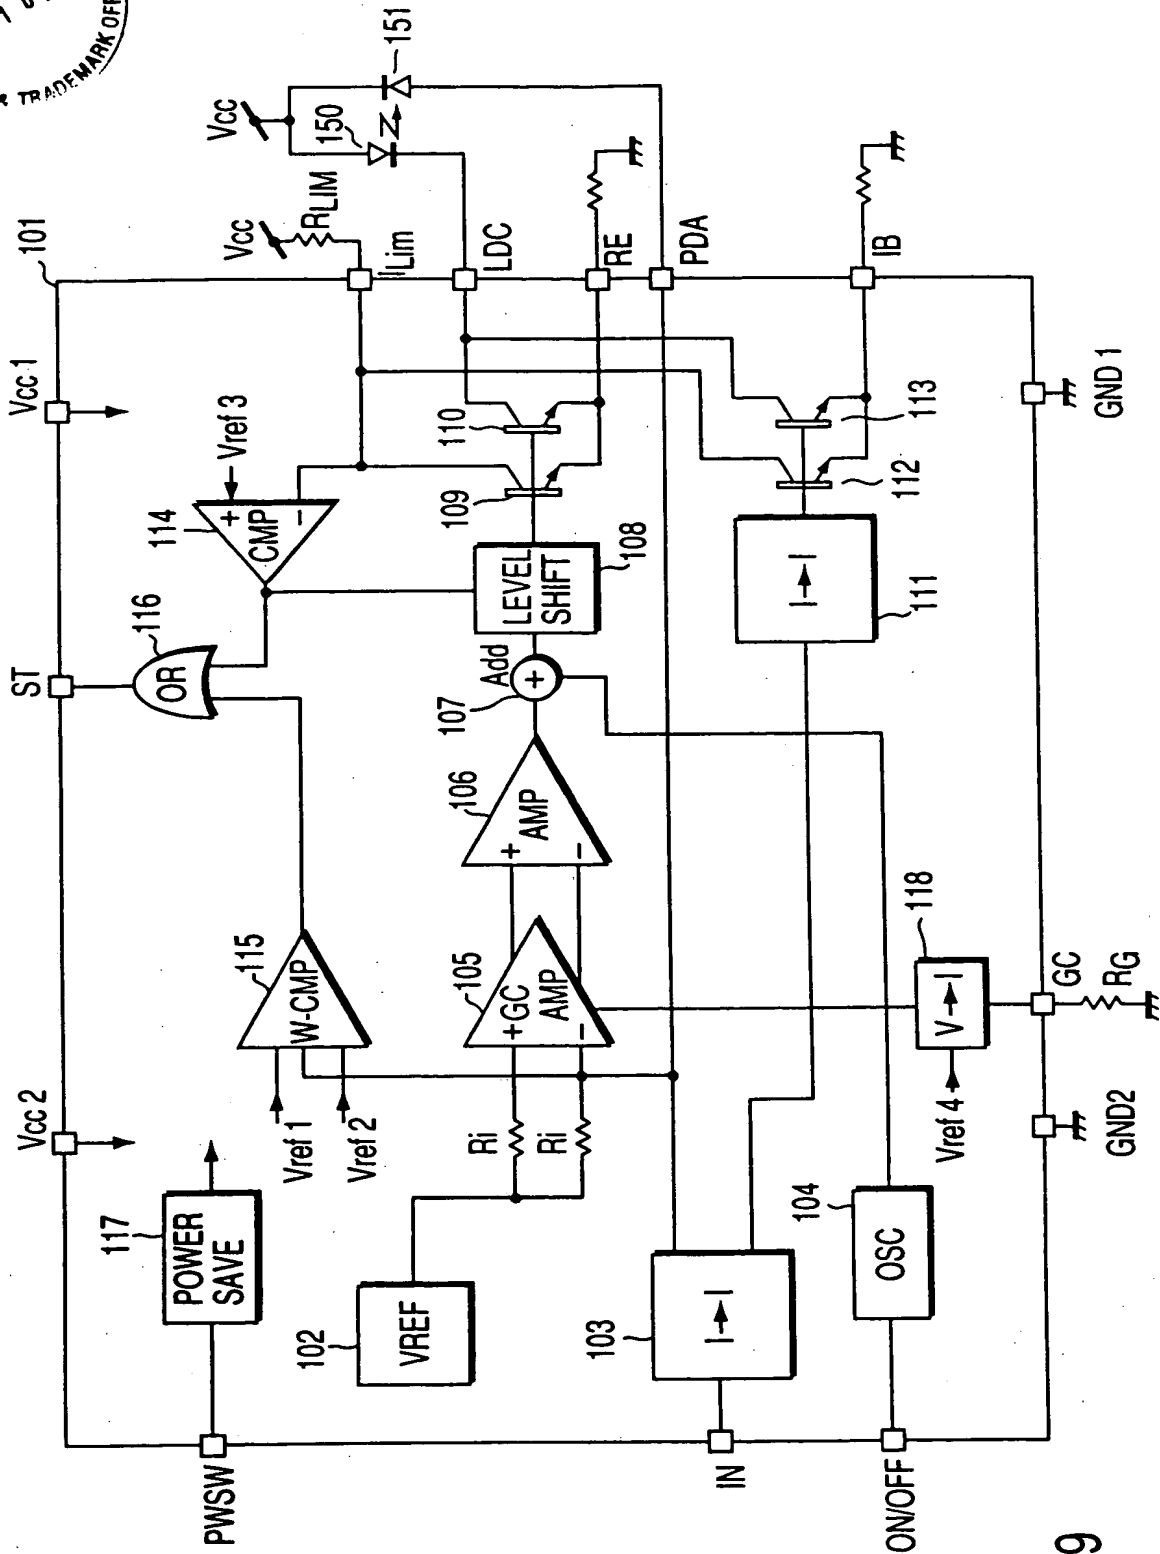 TRADEMARK OFF
Vcc 2
ST
Vcc 1
101
117
POWER
SAVE
115
W-CMP
Vref 1
Vref 2
116
OR
114
CMP
+
−
Vref 3
Vcc
RLIM
Vcc
150
151
ILim
LDC
RE
PDA
IB
102
VREF
Ri
Ri
105
GC
AMP
+
−
106
AMP
+
−
107
Add
+
LEVEL
SHIFT
108
109
110
103
I→I
104
OSC
118
V→I
Vref 4
111
I→I
112
113
PWSW
IN
ON/OFF
GND2
GC
RG
GND 1
9